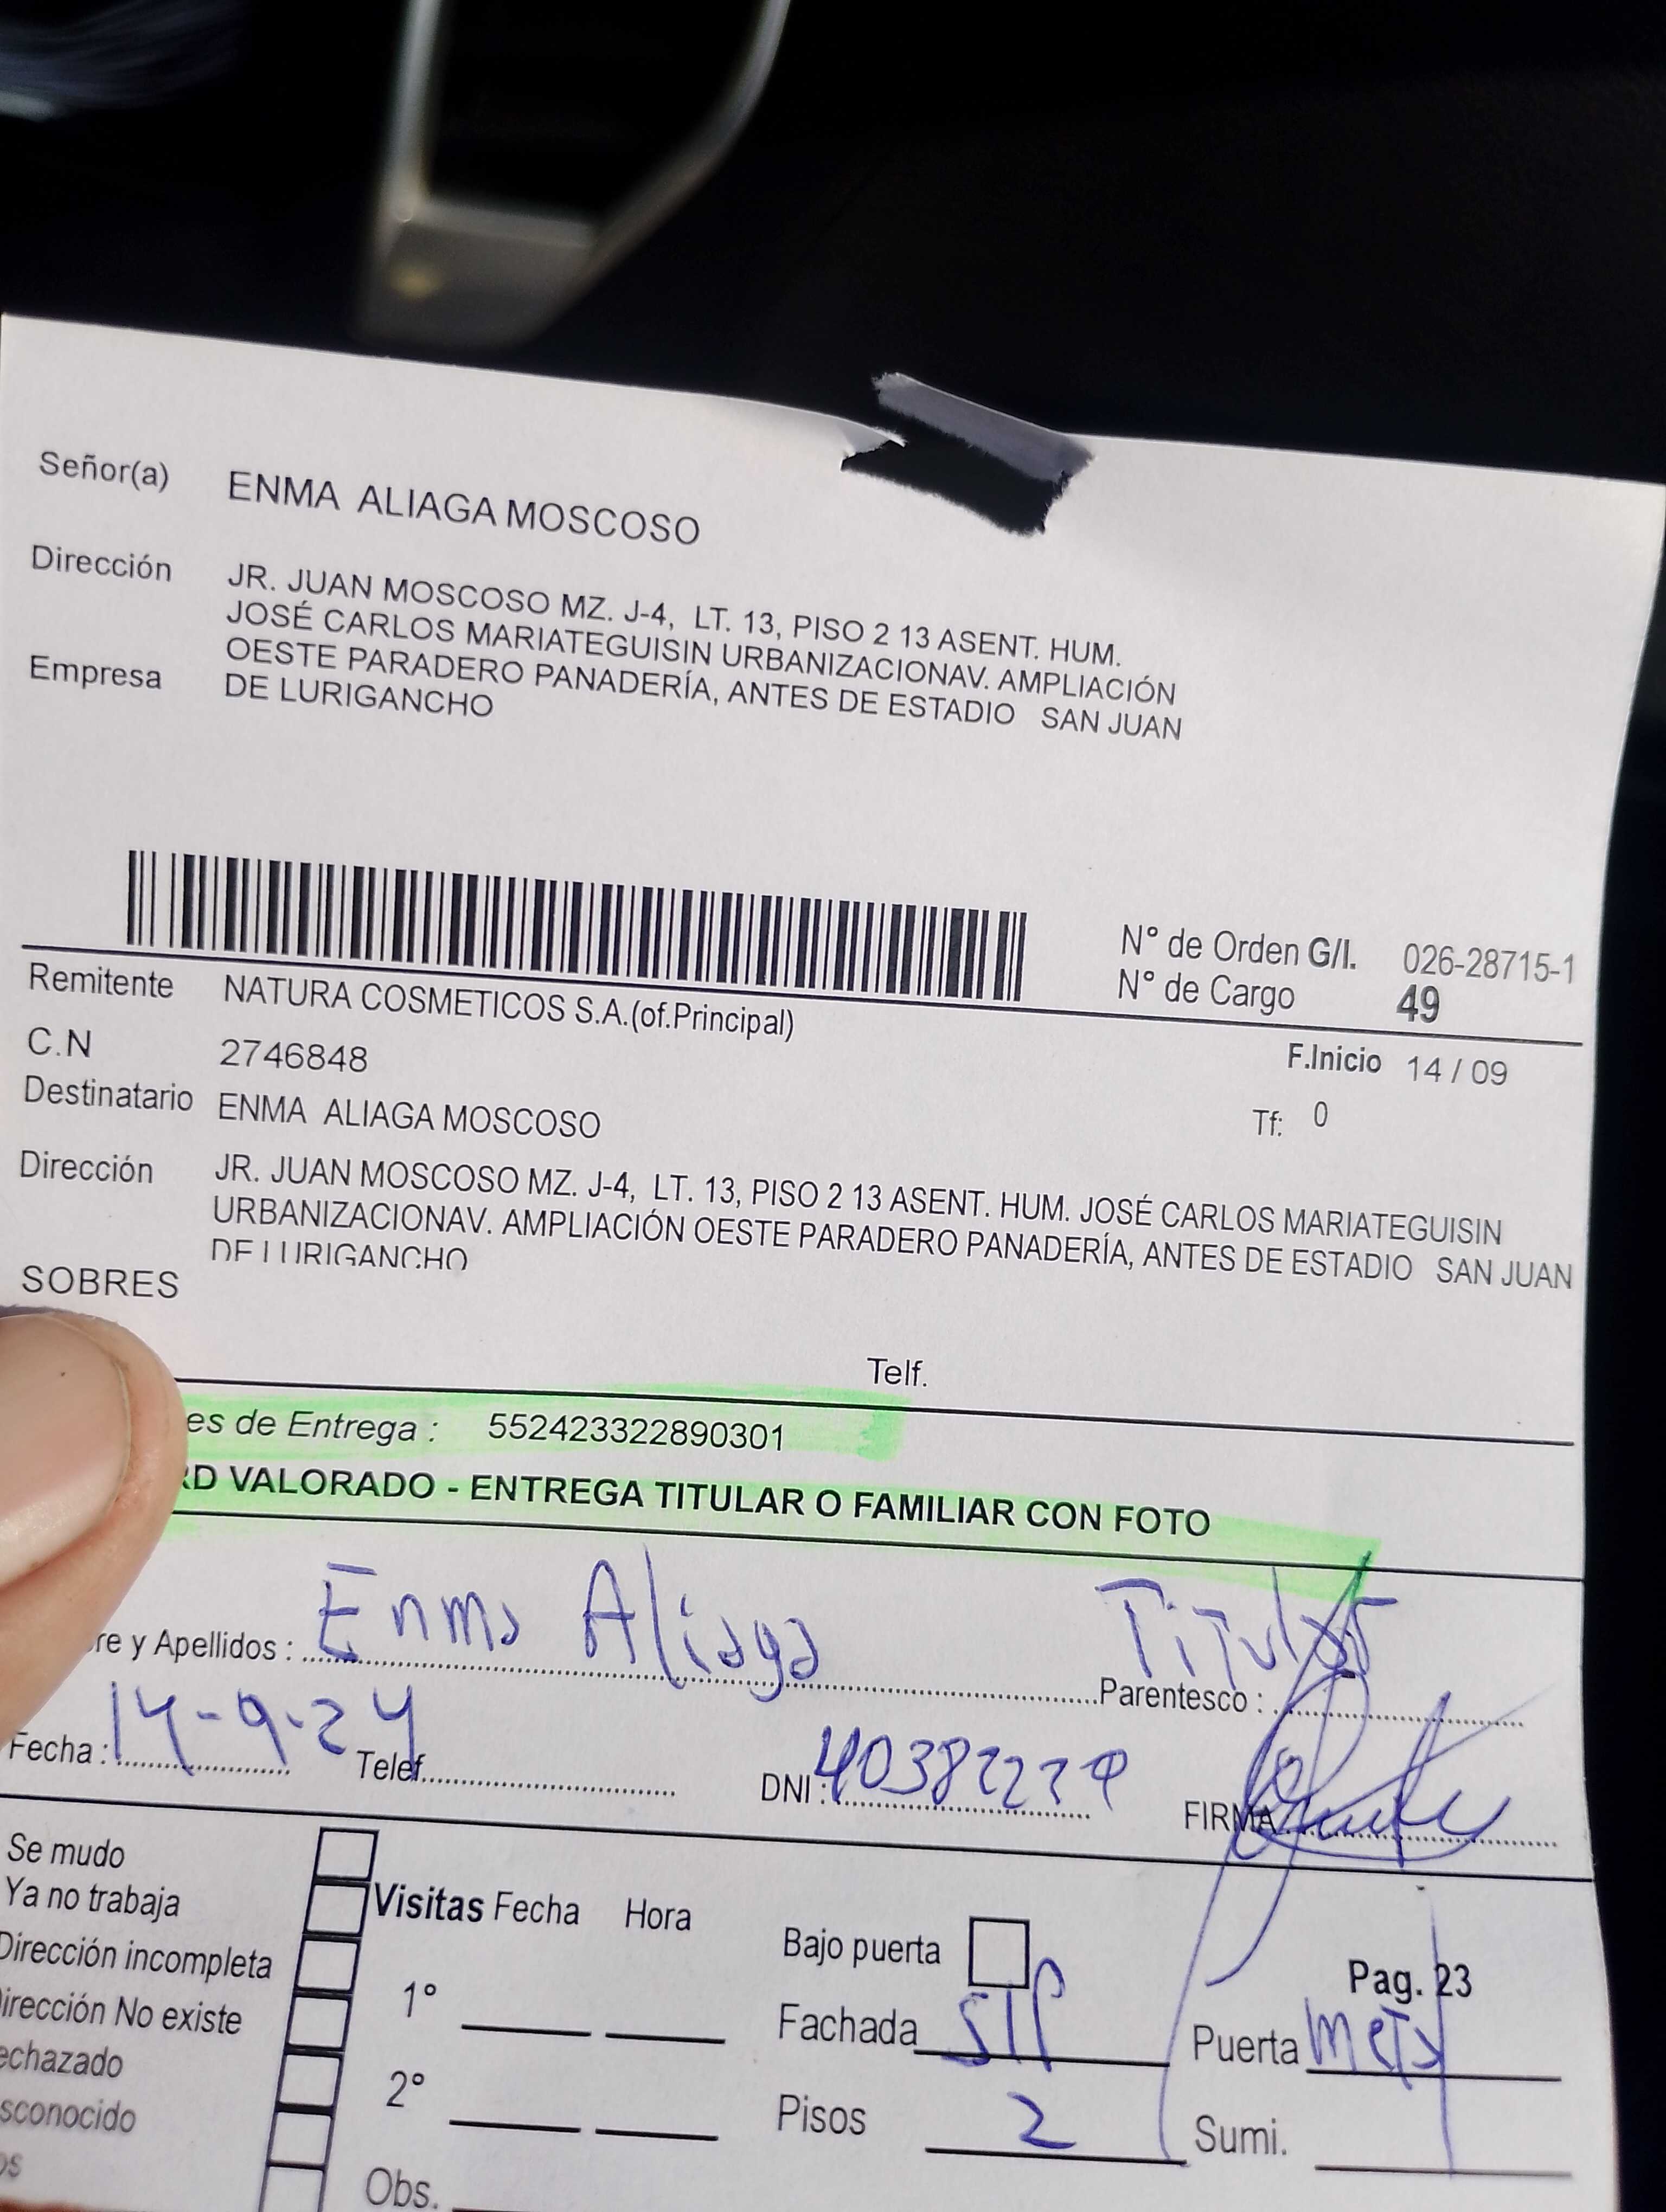 Señor(a) ENMA ALIAGA MOSCOSO
Dirección JR. JUAN MOSCOSO MZ. J-4, LT. 13, PISO 2 13 ASENT. HUM.
JOSÉ CARLOS MARIATEGUISIN URBANIZACIONAV. AMPLIACIÓN
Empresa OESTE PARADERO PANADERÍA, ANTES DE ESTADIO SAN JUAN
DE LURIGANCHO
N° de Orden G/I. 026-28715-1
N° de Cargo 49
Remitente NATURA COSMETICOS S.A.(of.Principal)
F.Inicio 14 / 09
C.N 2746848
Tf: 0
Destinatario ENMA ALIAGA MOSCOSO
Dirección JR. JUAN MOSCOSO MZ. J-4, LT. 13, PISO 2 13 ASENT. HUM. JOSÉ CARLOS MARIATEGUISIN
URBANIZACIONAV. AMPLIACIÓN OESTE PARADERO PANADERÍA, ANTES DE ESTADIO SAN JUAN
DE LURIGANCHO
SOBRES
Telf.
es de Entrega : 552423322890301
RD VALORADO - ENTREGA TITULAR O FAMILIAR CON FOTO
re y Apellidos : Enma Aliaga Parentesco : Titular
Fecha : 14-9-24 Telef. DNI : FIRMA
Se mudo
Ya no trabaja
Visitas Fecha Hora
Dirección incompleta
Bajo puerta
Pag. 23
irección No existe
1°
Fachada Puerta
echazado
2°
sconocido
Pisos 2 Sumi.
os
Obs.